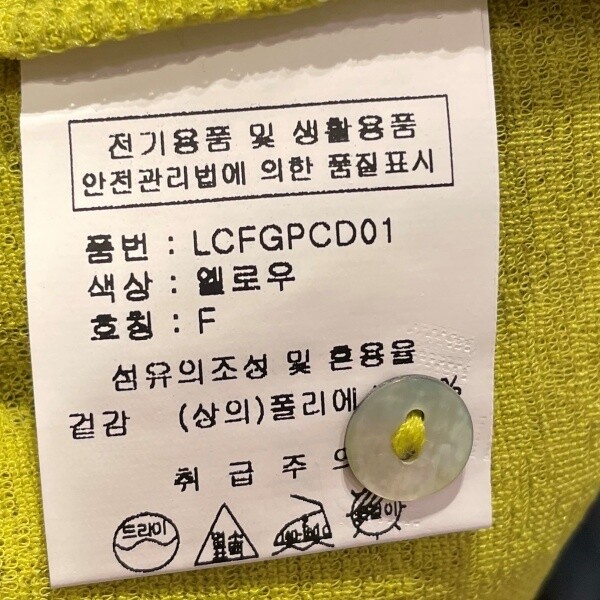 전기용품 및 생활용품
안전관리법에 의한 품질표시
품번 : LCFGPCD01
색상 : 옐로우
호칭 : F
섬유의조성 및 혼용율
겉감 (상의)폴리에 %
취 급 주
드라이